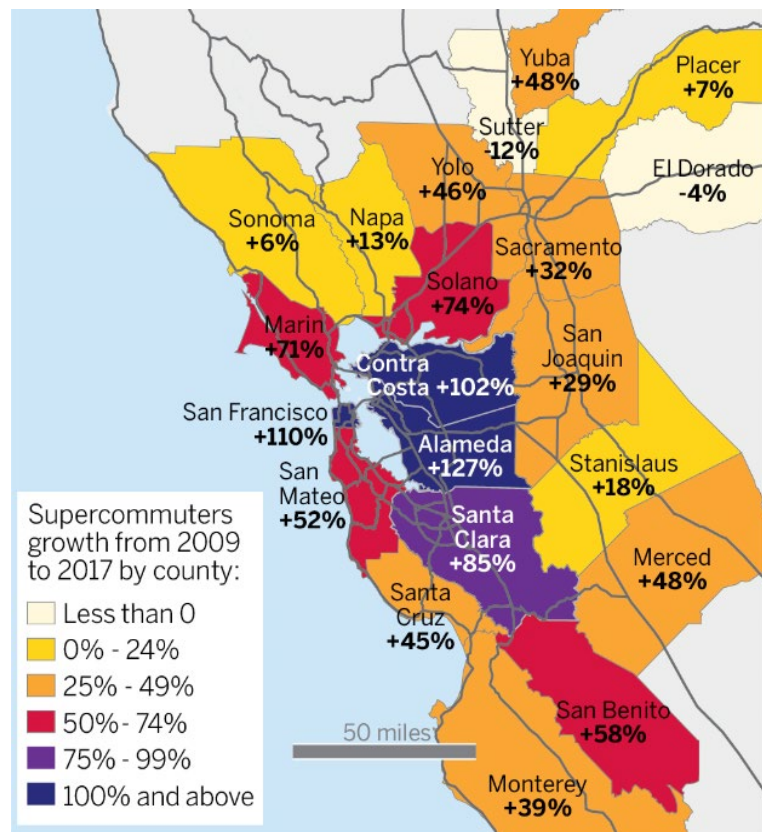 Yuba
+48%
Placer
+7%
Sutter
-12%
El Dorado
-4%
Yolo
+46%
Sonoma
+6%
Napa
+13%
Sacramento
+32%
Solano
+74%
Marin
+71%
San
Joaquin
+29%
Contra
Costa +102%
San Francisco
+110%
Alameda
+127%
Stanislaus
+18%
San
Mateo
+52%
Santa
Clara
+85%
Merced
+48%
Santa
Cruz
+45%
San Benito
+58%
Monterey
+39%
50 miles
Supercommuters
growth from 2009
to 2017 by county:
Less than 0
0% - 24%
25% - 49%
50% - 74%
75% - 99%
100% and above